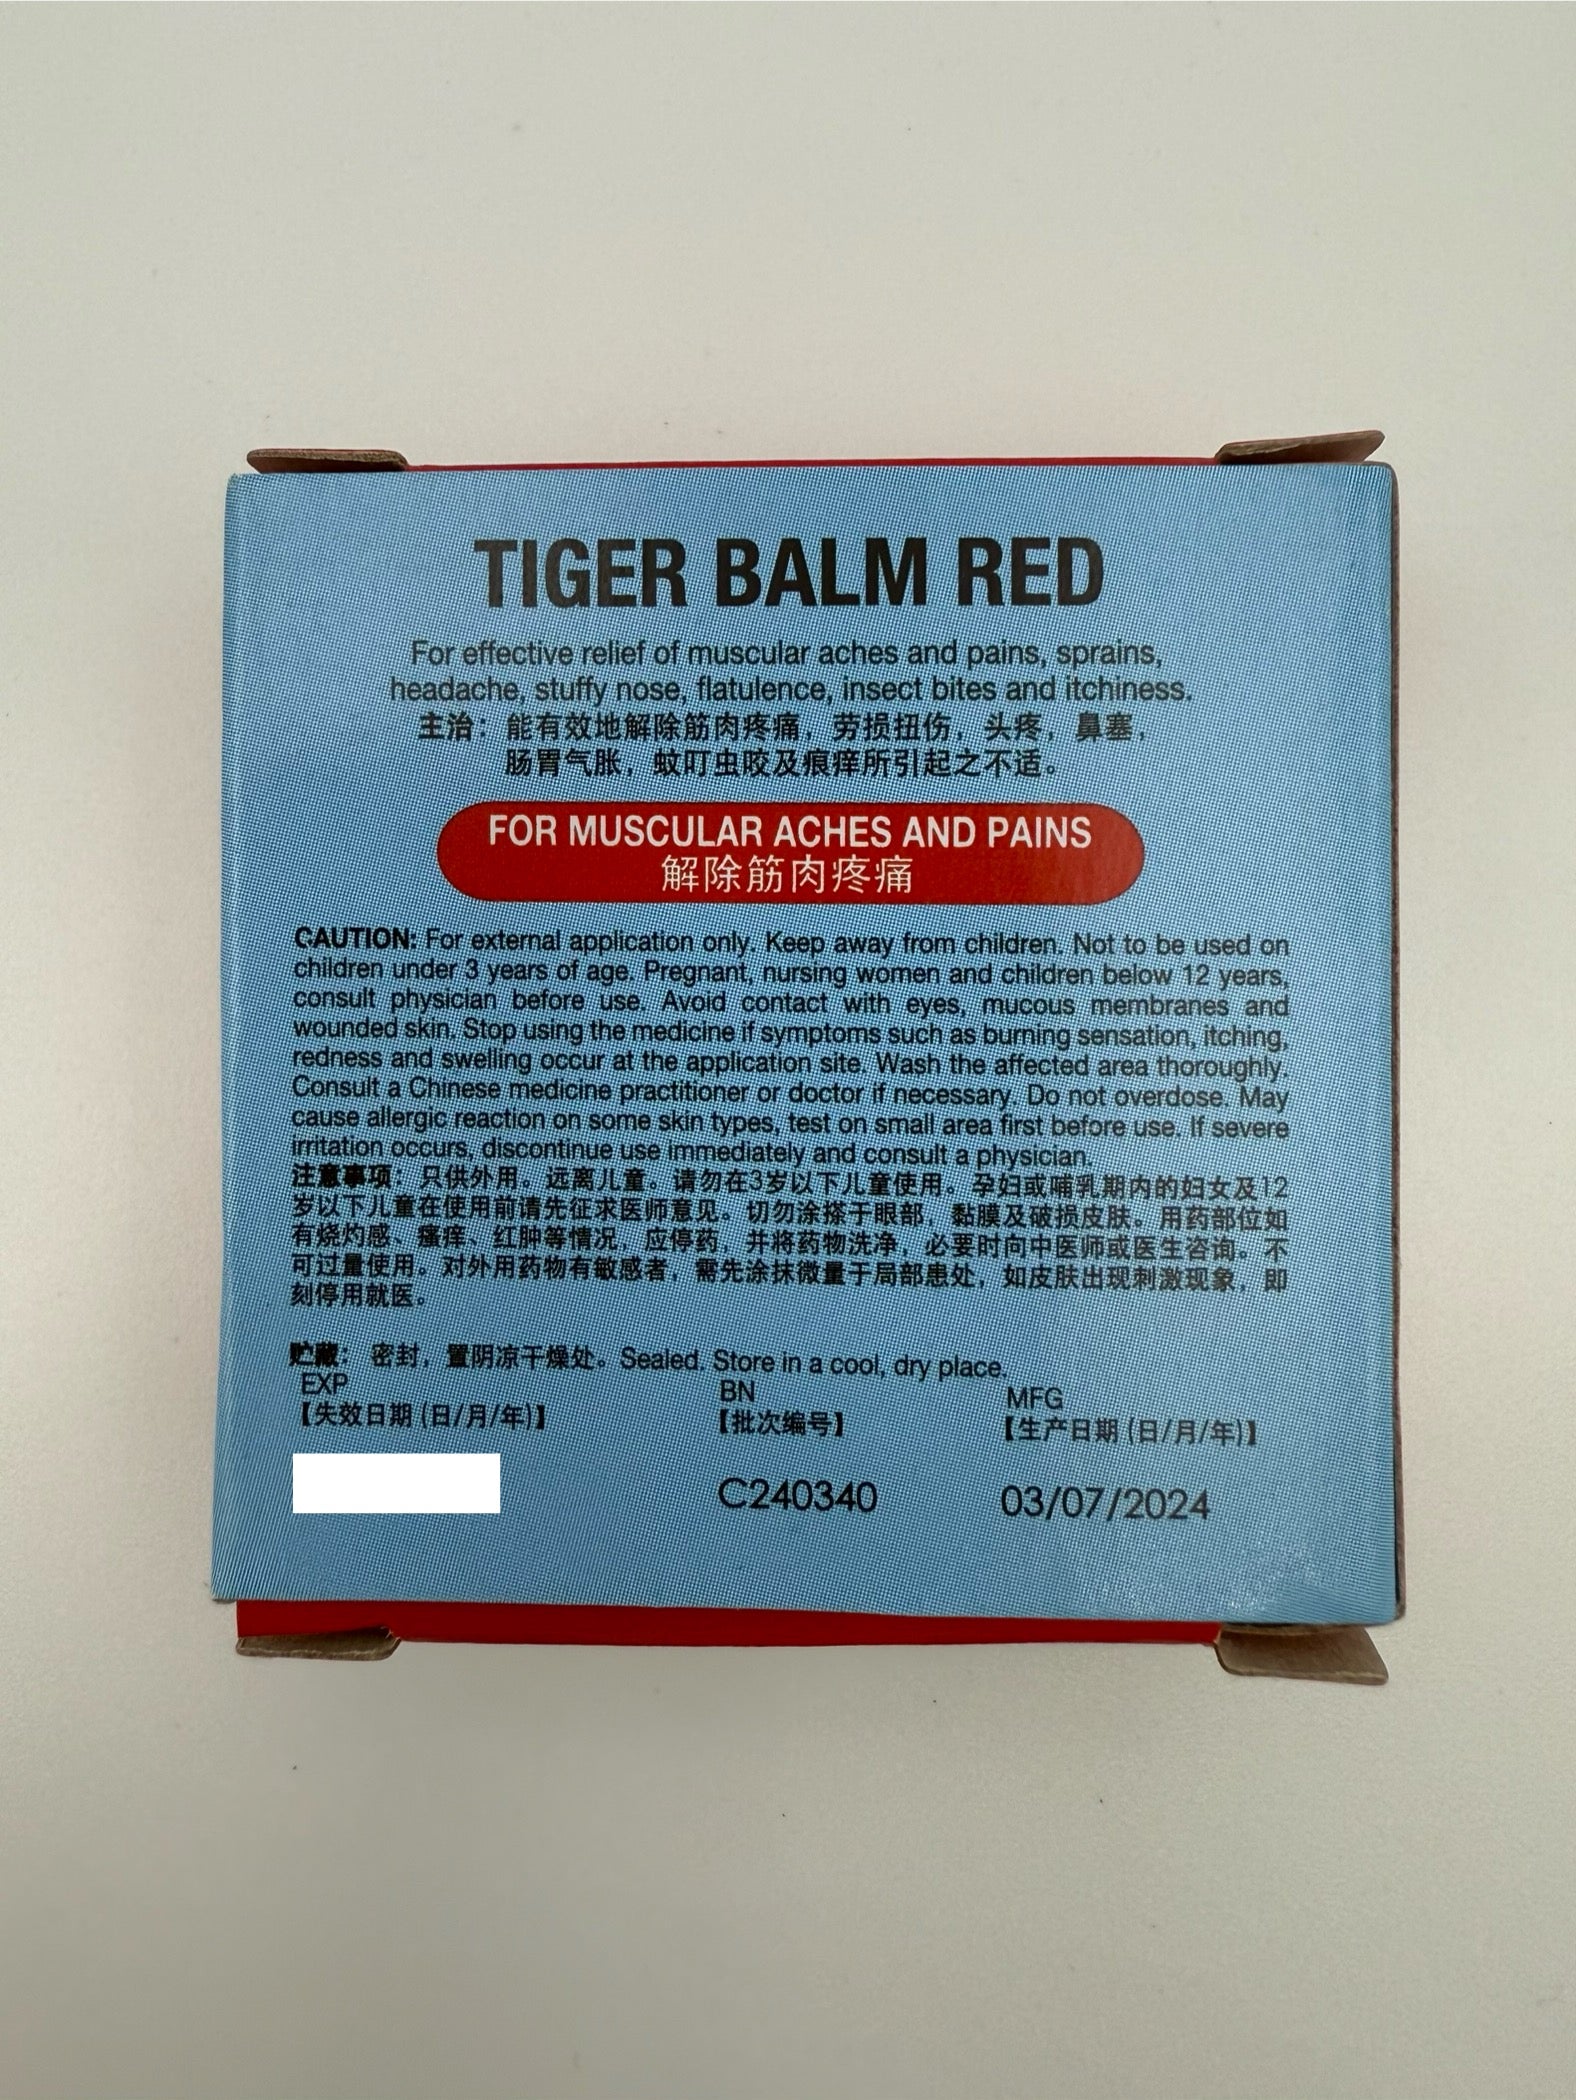 TIGER BALM RED
For effective relief of muscular aches and pains, sprains,
headache, stuffy nose, flatulence, insect bites and itchiness.
主治：能有效地解除筋肉疼痛，劳损扭伤，头疼，鼻塞，
肠胃气胀，蚊叮虫咬及痕痒所引起之不适。
FOR MUSCULAR ACHES AND PAINS
解除筋肉疼痛
CAUTION: For external application only. Keep away from children. Not to be used on
children under 3 years of age. Pregnant, nursing women and children below 12 years,
consult physician before use. Avoid contact with eyes, mucous membranes and
wounded skin. Stop using the medicine if symptoms such as burning sensation, itching,
redness and swelling occur at the application site. Wash the affected area thoroughly.
Consult a Chinese medicine practitioner or doctor if necessary. Do not overdose. May
cause allergic reaction on some skin types, test on small area first before use. If severe
irritation occurs, discontinue use immediately and consult a physician.
注意事项：只供外用。远离儿童。请勿在3岁以下儿童使用。孕妇或哺乳期内的妇女及12
岁以下儿童在使用前请先征求医师意见。切勿涂搽于眼部，黏膜及破损皮肤。用药部位如
有烧灼感、瘙痒、红肿等情况，应停药，并将药物洗净，必要时向中医师或医生咨询。不
可过量使用。对外用药物有敏感者，需先涂抹微量于局部患处，如皮肤出现刺激现象，即
刻停用就医。
贮藏：密封，置阴凉干燥处。Sealed. Store in a cool, dry place.
EXP BN MFG
【失效日期 (日/月/年)】 【批次编号】 【生产日期 (日/月/年)】
C240340 03/07/2024